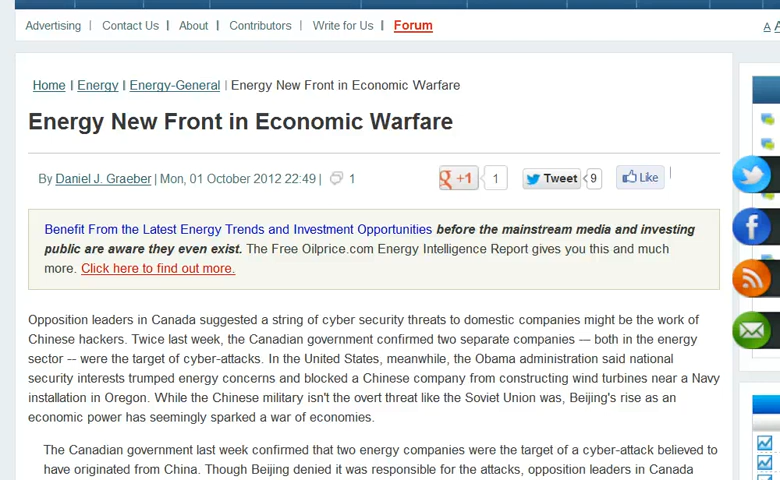 Advertising | Contact Us | About | Contributors | Write for Us | Forum
A
Home | Energy | Energy-General | Energy New Front in Economic Warfare
Energy New Front in Economic Warfare
By Daniel J. Graeber | Mon, 01 October 2012 22:49 | 1
g +1 1 Tweet 9 Like
Benefit From the Latest Energy Trends and Investment Opportunities before the mainstream media and investing
public are aware they even exist. The Free Oilprice.com Energy Intelligence Report gives you this and much
more. Click here to find out more.
Opposition leaders in Canada suggested a string of cyber security threats to domestic companies might be the work of
Chinese hackers. Twice last week, the Canadian government confirmed two separate companies -- both in the energy
sector -- were the target of cyber-attacks. In the United States, meanwhile, the Obama administration said national
security interests trumped energy concerns and blocked a Chinese company from constructing wind turbines near a Navy
installation in Oregon. While the Chinese military isn't the overt threat like the Soviet Union was, Beijing's rise as an
economic power has seemingly sparked a war of economies.
The Canadian government last week confirmed that two energy companies were the target of a cyber-attack believed to
have originated from China. Though Beijing denied it was responsible for the attacks, opposition leaders in Canada